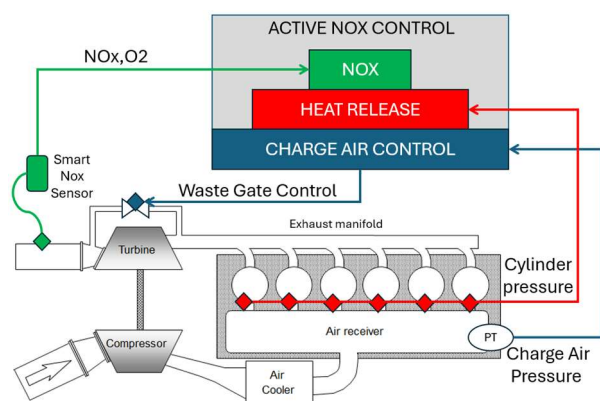 ACTIVE NOX CONTROL
NOx,O2
NOX
HEAT RELEASE
CHARGE AIR CONTROL
Smart
Nox
Sensor
Waste Gate Control
Exhaust manifold
Turbine
Cylinder
pressure
Air receiver
PT
Compressor
Charge Air
Pressure
Air
Cooler